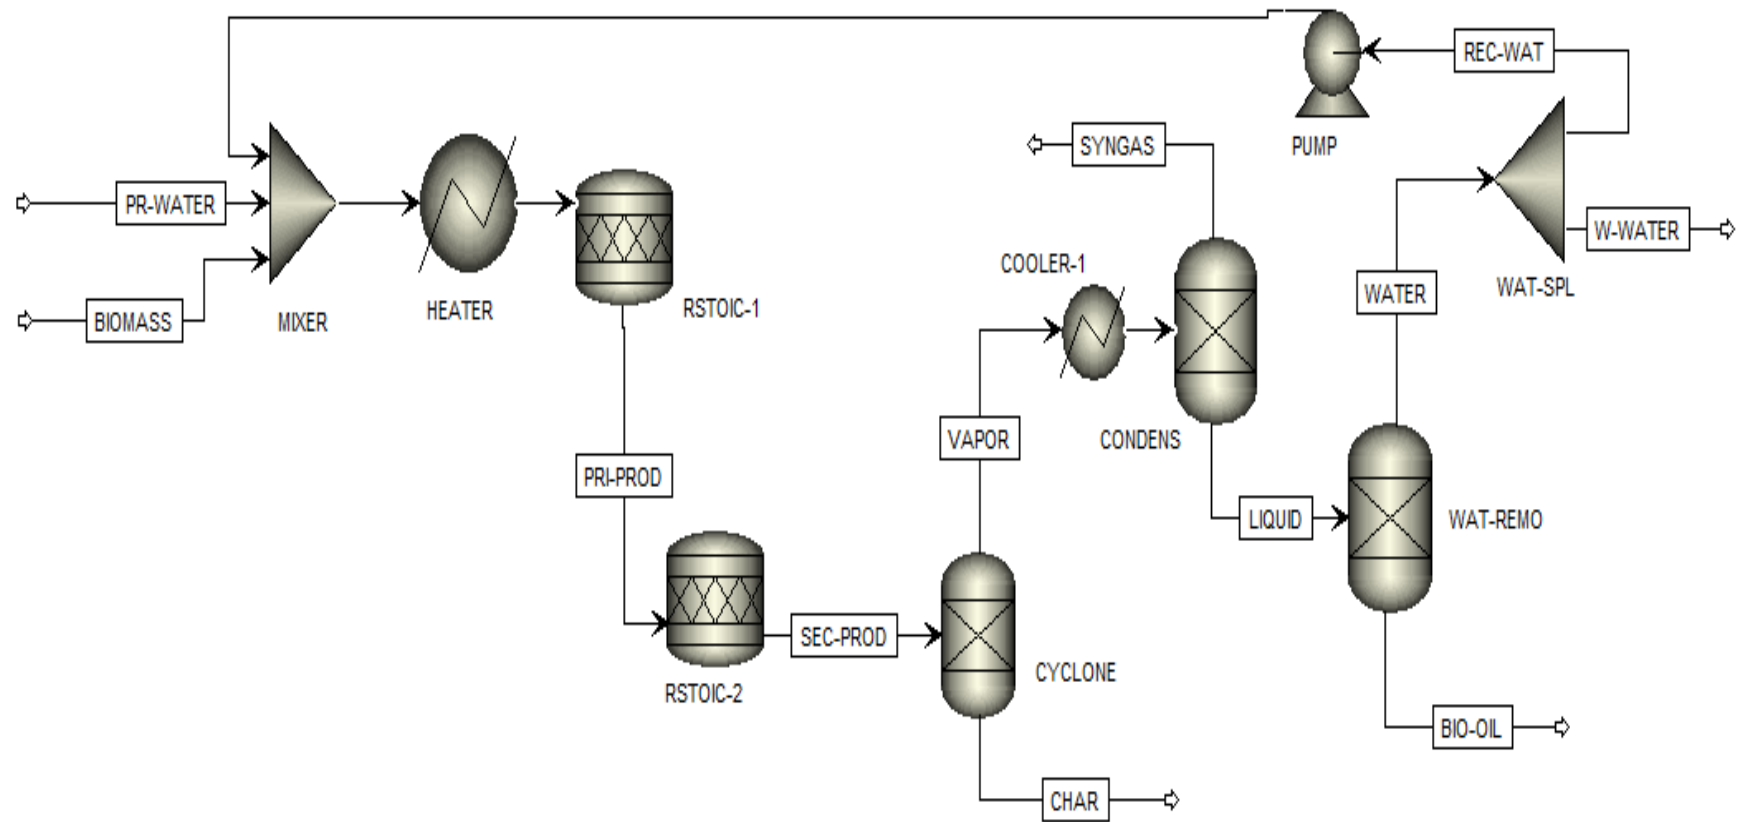 REC-WAT
PUMP
SYNGAS
PR-WATER
W-WATER
COOLER-1
WAT-SPL
WATER
RSTOIC-1
HEATER
BIOMASS
MIXER
VAPOR
CONDENS
PRI-PROD
LIQUID
WAT-REMO
SEC-PROD
CYCLONE
RSTOIC-2
BIO-OIL
CHAR